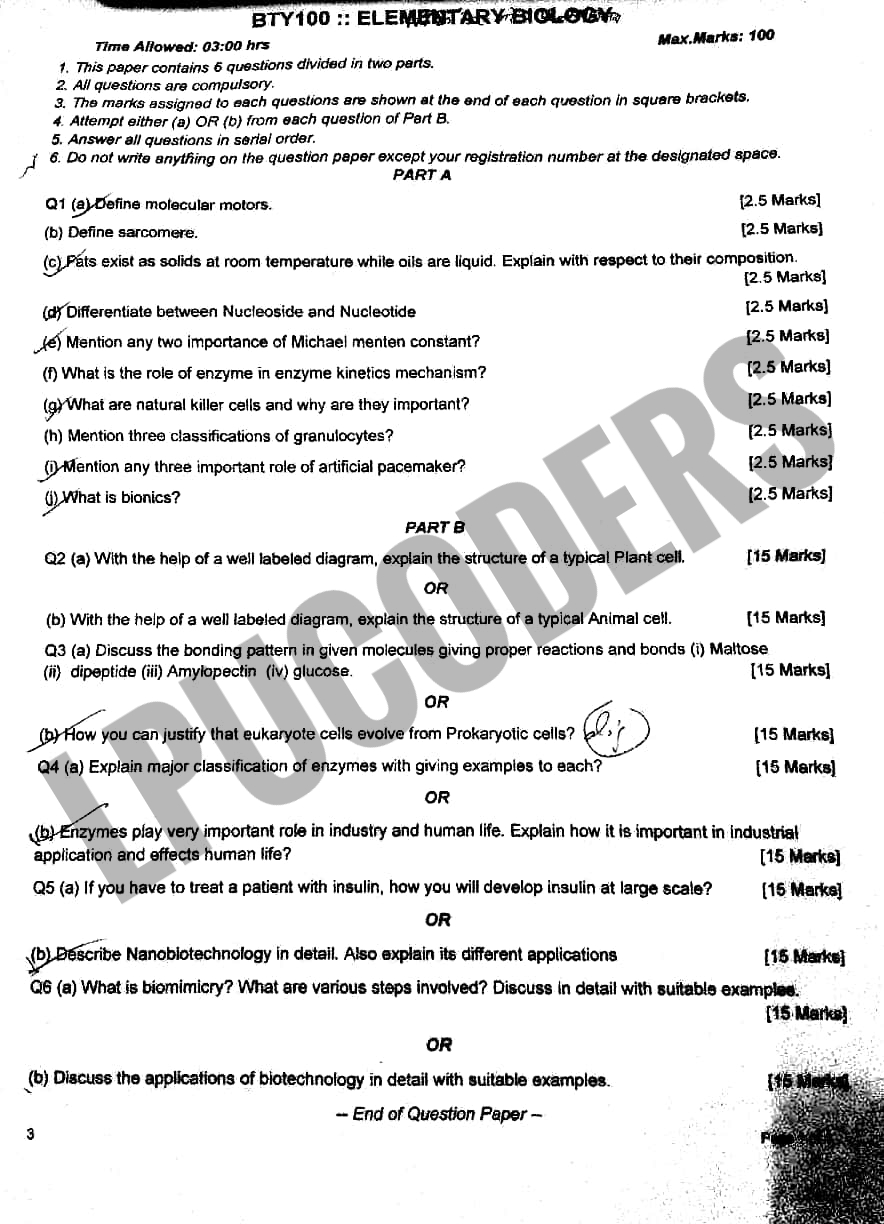 BTY100 :: ELEMENTARY BIOLOGY
Time Allowed: 03:00 hrs
Max.Marks: 100
1. This paper contains 6 questions divided in two parts.
2. All questions are compulsory.
3. The marks assigned to each questions are shown at the end of each question in square brackets.
4. Attempt either (a) OR (b) from each question of Part B.
5. Answer all questions in serial order.
6. Do not write anything on the question paper except your registration number at the designated space.
PART A
Q1 (a) Define molecular motors. [2.5 Marks]
(b) Define sarcomere. [2.5 Marks]
(c) Fats exist as solids at room temperature while oils are liquid. Explain with respect to their composition.
[2.5 Marks]
(d) Differentiate between Nucleoside and Nucleotide [2.5 Marks]
(e) Mention any two importance of Michael menten constant? [2.5 Marks]
(f) What is the role of enzyme in enzyme kinetics mechanism? [2.5 Marks]
(g) What are natural killer cells and why are they important? [2.5 Marks]
(h) Mention three classifications of granulocytes? [2.5 Marks]
(i) Mention any three important role of artificial pacemaker? [2.5 Marks]
(j) What is bionics? [2.5 Marks]
PART B
Q2 (a) With the help of a well labeled diagram, explain the structure of a typical Plant cell. [15 Marks]
OR
(b) With the help of a well labeled diagram, explain the structure of a typical Animal cell. [15 Marks]
Q3 (a) Discuss the bonding pattern in given molecules giving proper reactions and bonds (i) Maltose
(ii) dipeptide (iii) Amylopectin (iv) glucose. [15 Marks]
OR
(b) How you can justify that eukaryote cells evolve from Prokaryotic cells? [15 Marks]
Q4 (a) Explain major classification of enzymes with giving examples to each? [15 Marks]
OR
(b) Enzymes play very important role in industry and human life. Explain how it is important in industrial
application and effects human life? [15 Marks]
Q5 (a) If you have to treat a patient with insulin, how you will develop insulin at large scale? [15 Marks]
OR
(b) Describe Nanobiotechnology in detail. Also explain its different applications [15 Marks]
Q6 (a) What is biomimicry? What are various steps involved? Discuss in detail with suitable examples.
[15 Marks]
OR
(b) Discuss the applications of biotechnology in detail with suitable examples. [15 Marks]
-- End of Question Paper --
3
LPUCODERS